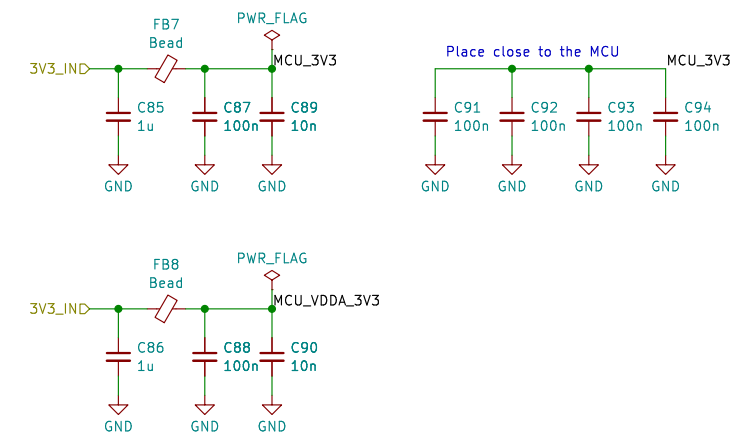 FB7
Bead
PWR_FLAG
3V3_IN
MCU_3V3
C85
1u
C87
100n
C89
10n
GND
GND
GND
Place close to the MCU
MCU_3V3
C91
100n
C92
100n
C93
100n
C94
100n
GND
GND
GND
GND
FB8
Bead
PWR_FLAG
3V3_IN
MCU_VDDA_3V3
C86
1u
C88
100n
C90
10n
GND
GND
GND